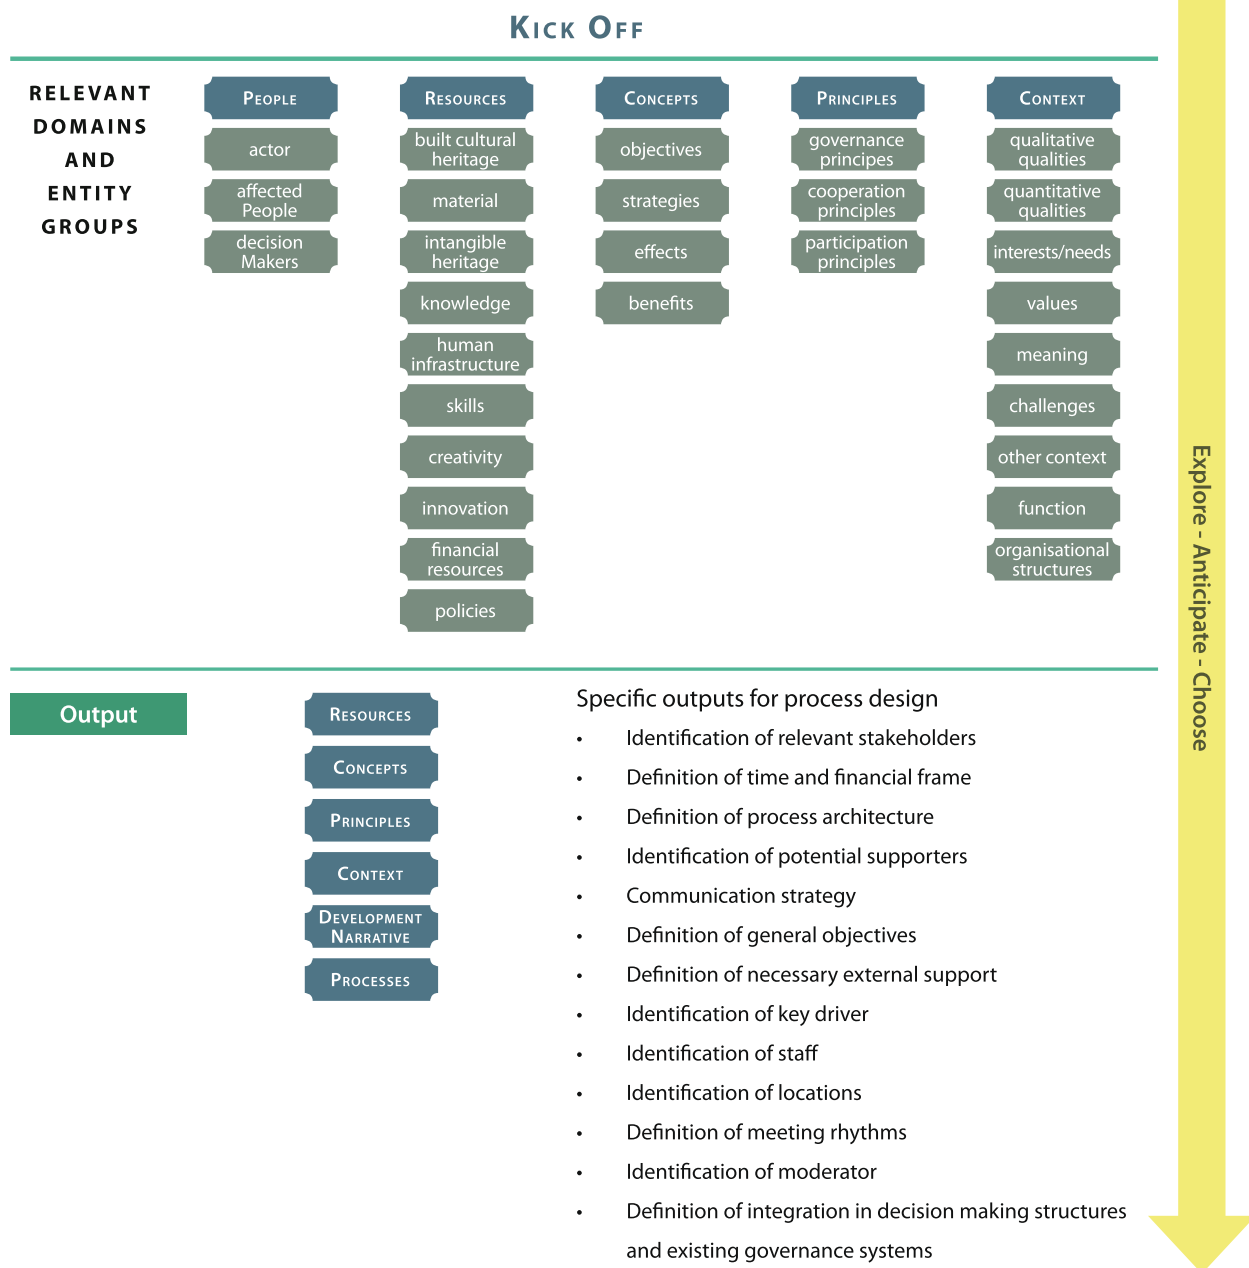 Kick Off
RELEVANT
DOMAINS
AND
ENTITY
GROUPS
People
actor
affected
People
decision
Makers
Resources
built cultural
heritage
material
intangible
heritage
knowledge
human
infrastructure
skills
creativity
innovation
financial
resources
policies
Concepts
objectives
strategies
effects
benefits
Principles
governance
principes
cooperation
principles
participation
principles
Context
qualitative
qualities
quantitative
qualities
interests/needs
values
meaning
challenges
other context
function
organisational
structures
Explore - Anticipate - Choose
Output
Resources
Concepts
Principles
Context
Development
Narrative
Processes
Specific outputs for process design
• Identification of relevant stakeholders
• Definition of time and financial frame
• Definition of process architecture
• Identification of potential supporters
• Communication strategy
• Definition of general objectives
• Definition of necessary external support
• Identification of key driver
• Identification of staff
• Identification of locations
• Definition of meeting rhythms
• Identification of moderator
• Definition of integration in decision making structures
and existing governance systems